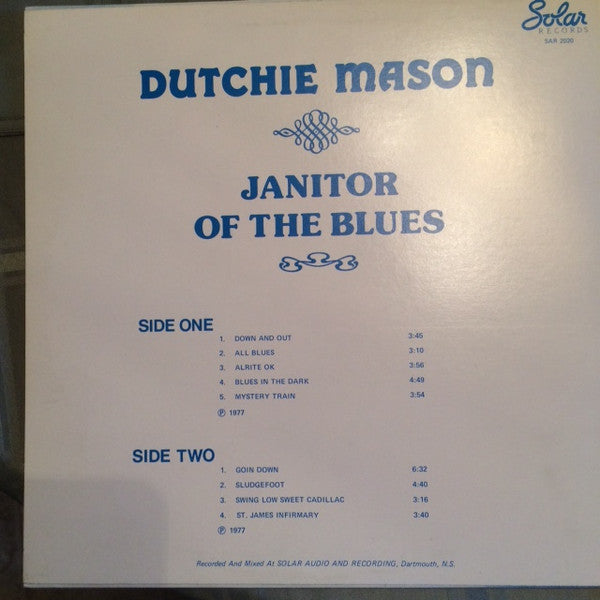 Solar
RECORDS
SAR 2020
DUTCHIE MASON
JANITOR
OF THE BLUES
SIDE ONE
1. DOWN AND OUT 3:45
2. ALL BLUES 3:10
3. ALRITE OK 3:56
4. BLUES IN THE DARK 4:49
5. MYSTERY TRAIN 3:54
℗ 1977
SIDE TWO
1. GOIN DOWN 6:32
2. SLUDGEFOOT 4:40
3. SWING LOW SWEET CADILLAC 3:16
4. ST. JAMES INFIRMARY 3:40
℗ 1977
Recorded And Mixed At SOLAR AUDIO AND RECORDING, Dartmouth, N.S.